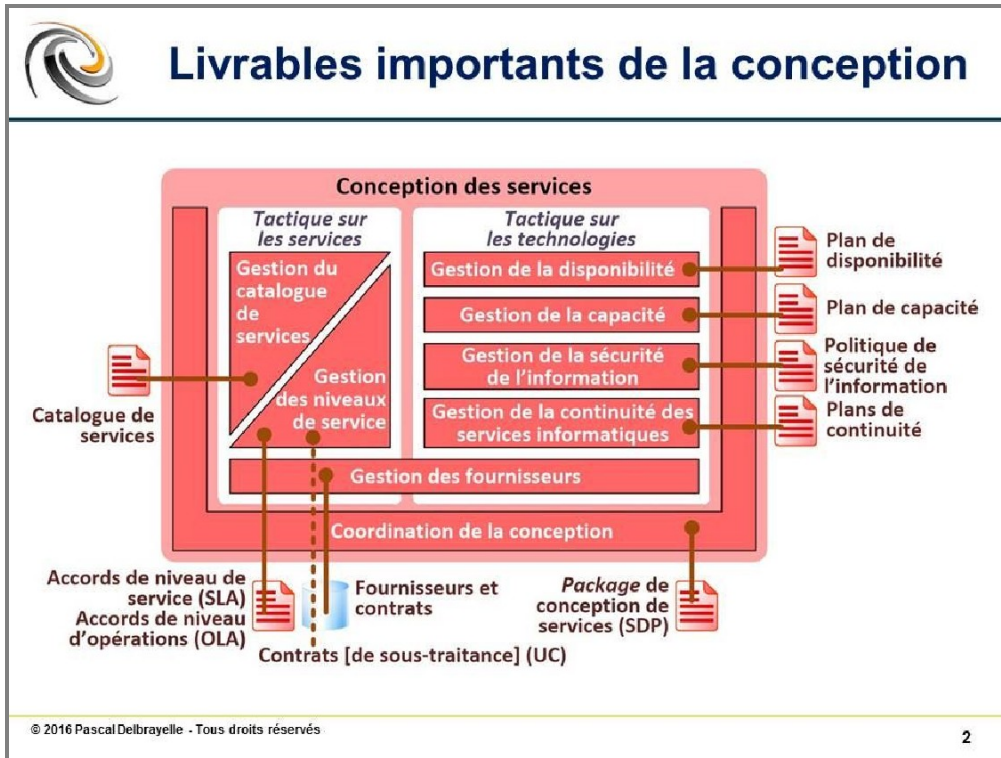 Livrables importants de la conception
Conception des services
Tactique sur
les services
Tactique sur
les technologies
Gestion du
catalogue
de
services
Gestion
des niveaux
de service
Gestion de la disponibilité
Gestion de la capacité
Gestion de la sécurité
de l'information
Gestion de la continuité des
services informatiques
Gestion des fournisseurs
Coordination de la conception
Catalogue de
services
Plan de
disponibilité
Plan de capacité
Politique de
sécurité de
l'information
Plans de
continuité
Accords de niveau de
service (SLA)
Accords de niveau
d'opérations (OLA)
Fournisseurs et
contrats
Contrats [de sous-traitance] (UC)
Package de
conception de
services (SDP)
© 2016 Pascal Delbrayelle - Tous droits réservés
2